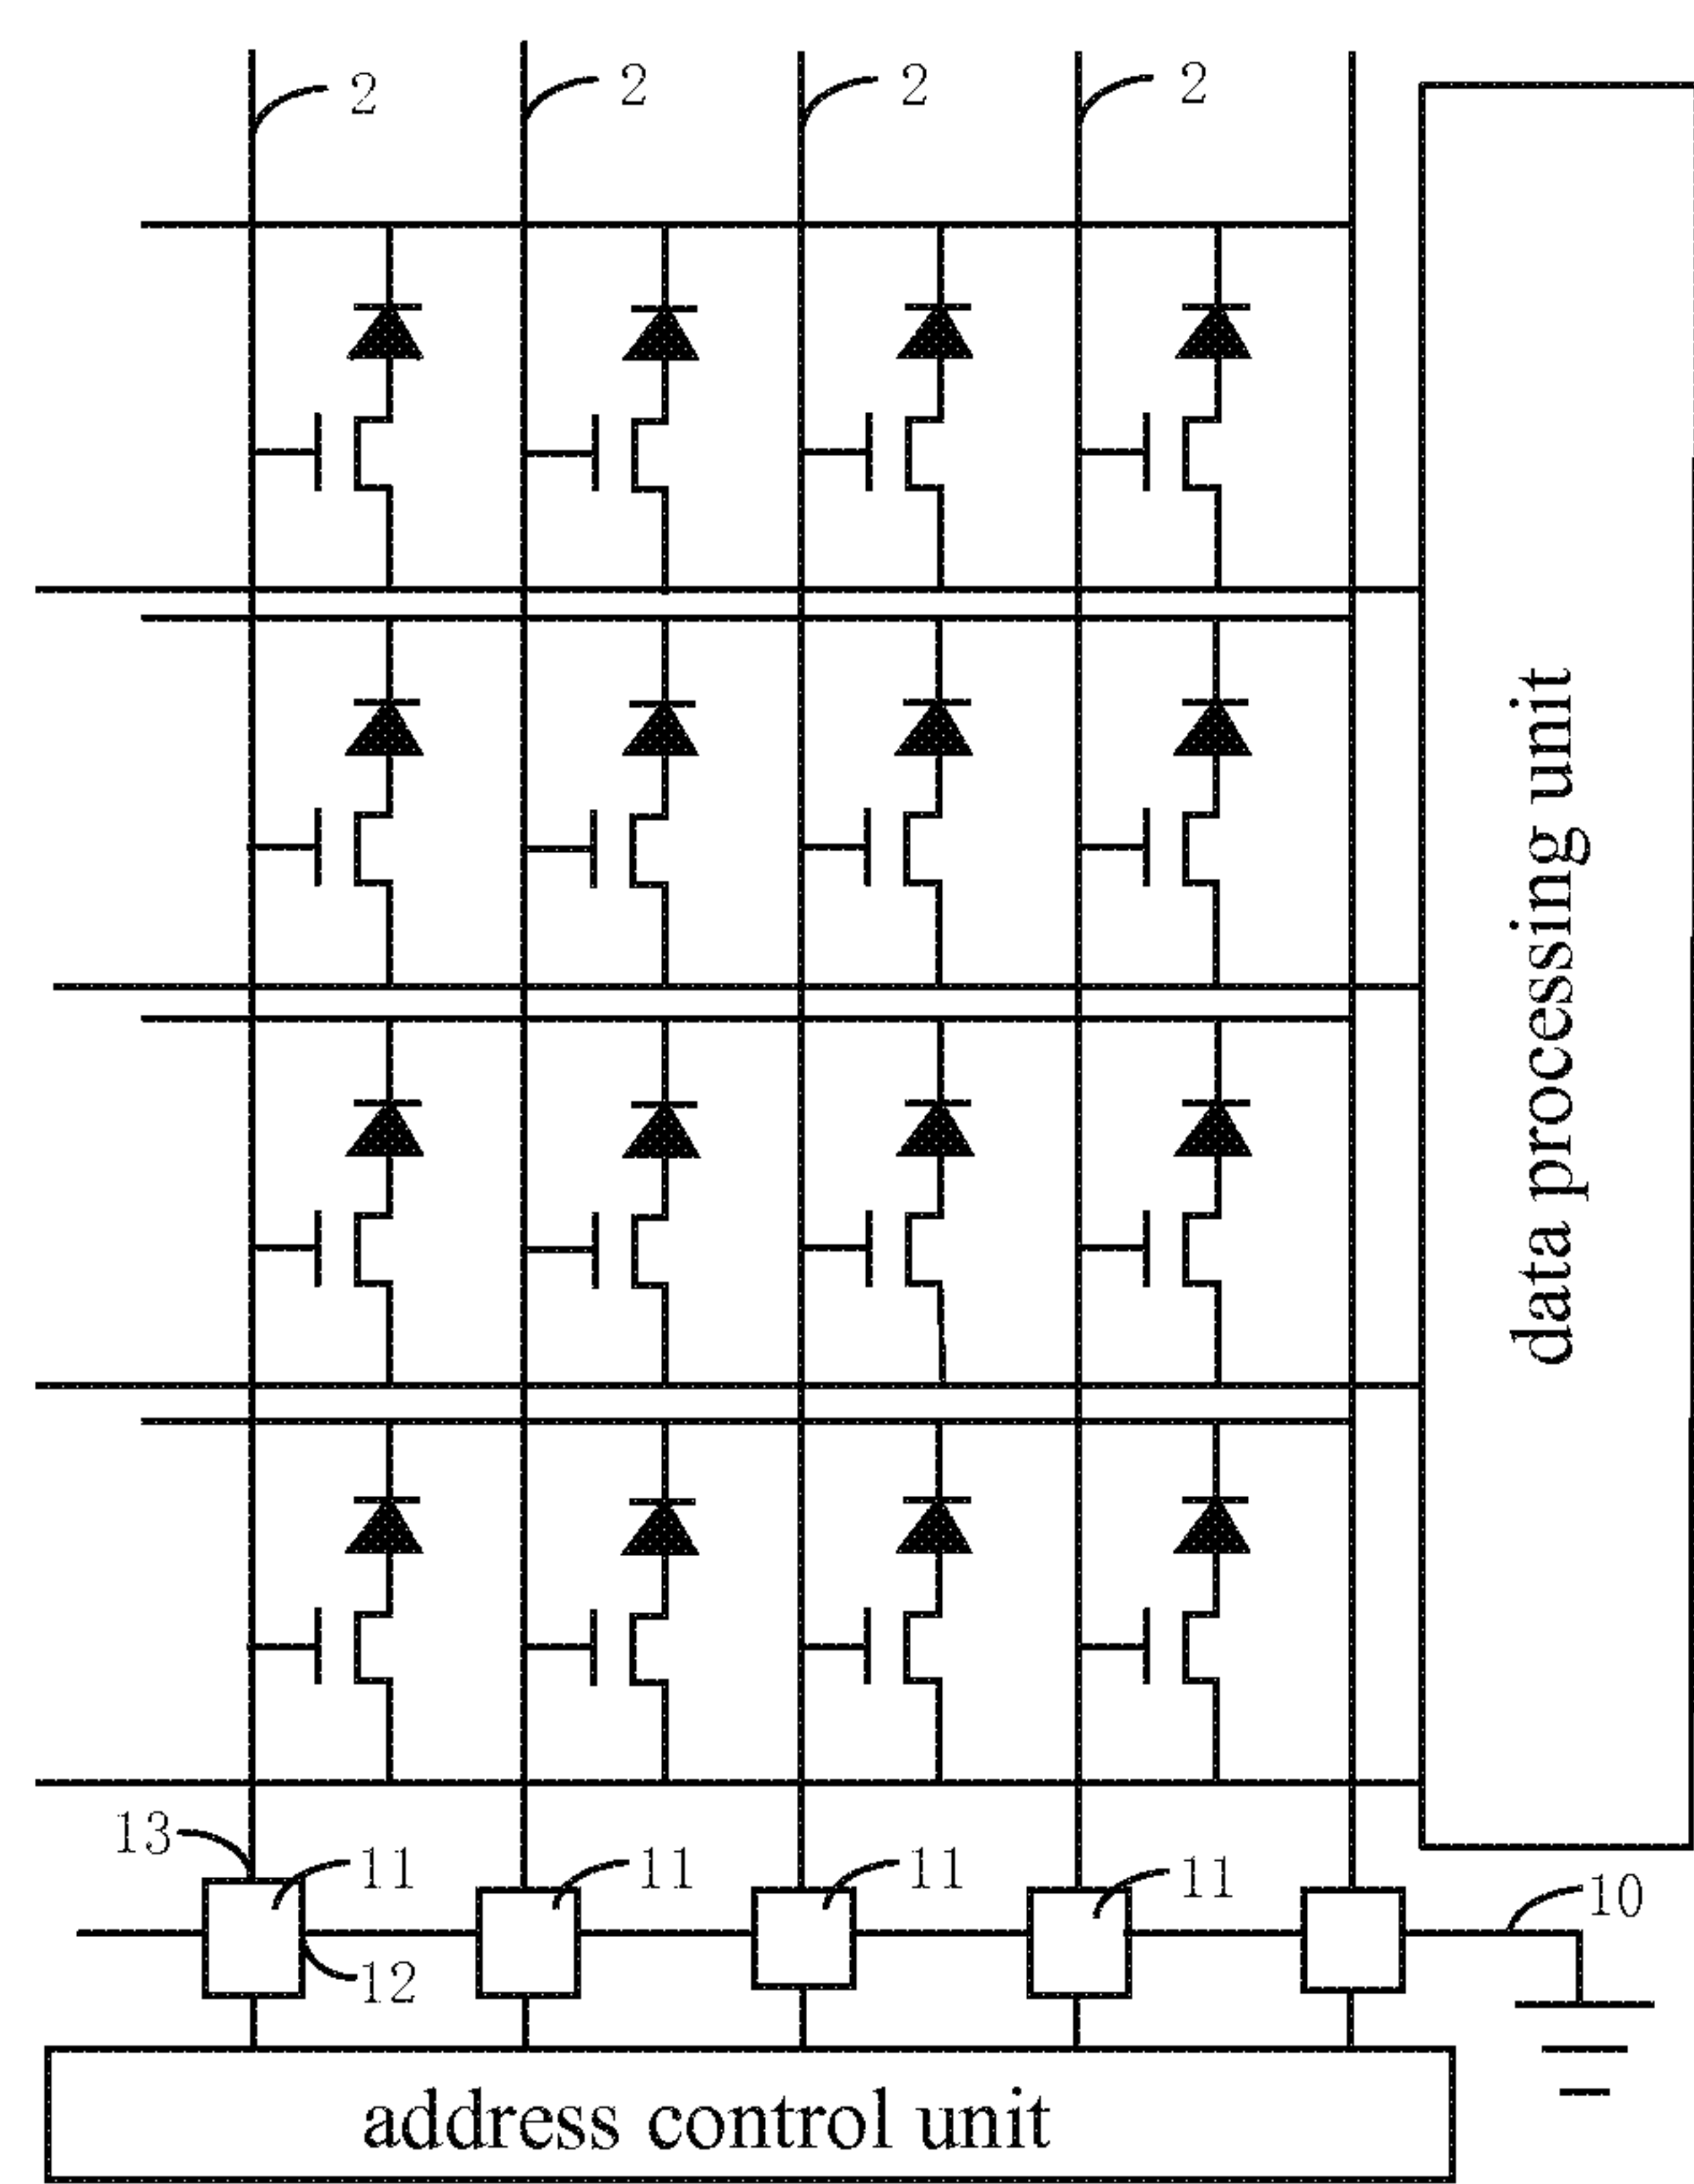 2 2 2 2
data processing unit
13 11 11 11 11 10
12
address control unit